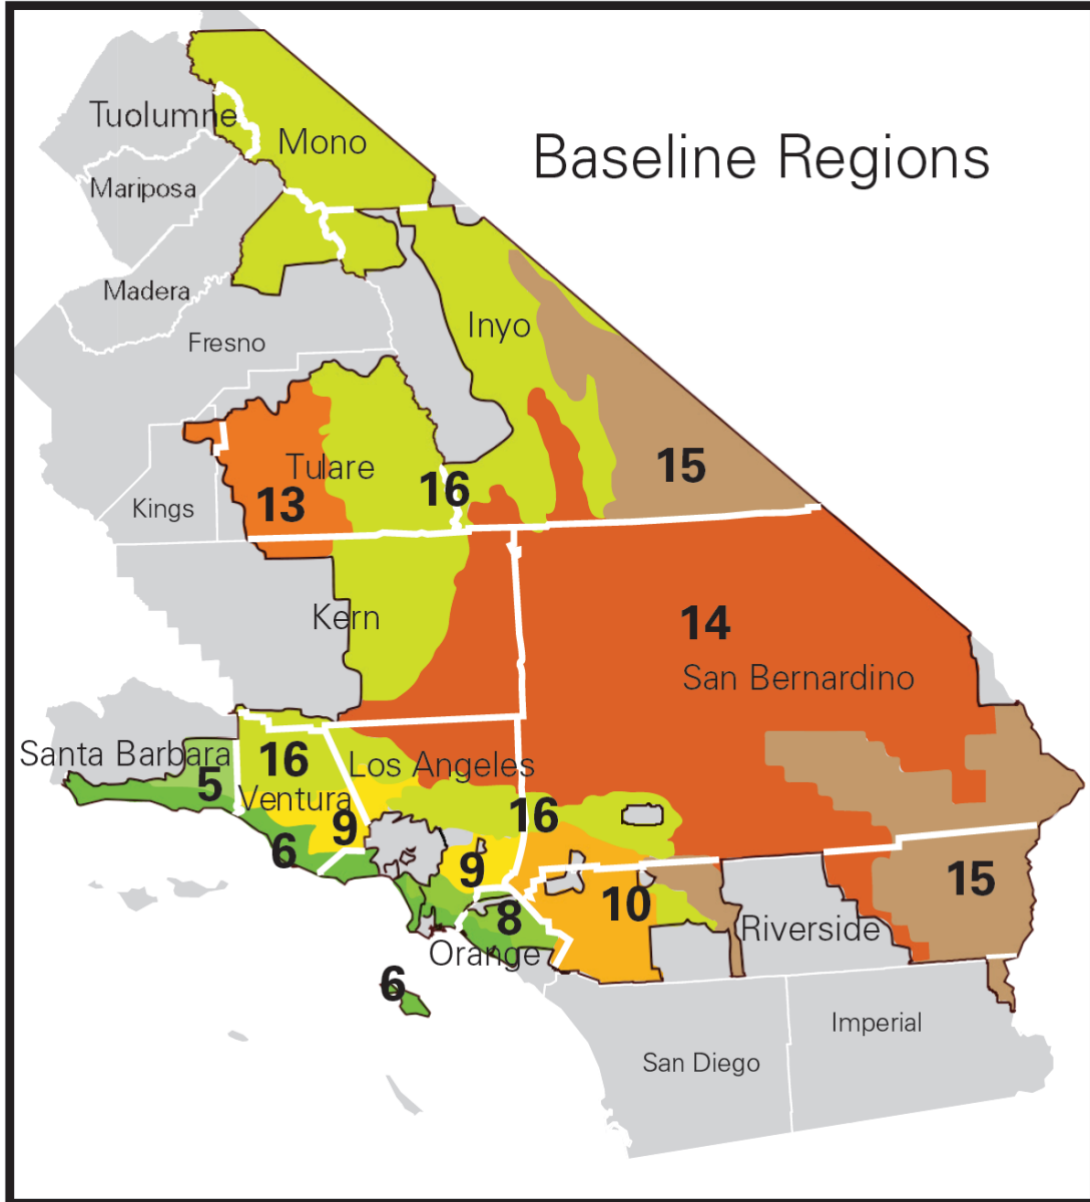 Baseline Regions
Tuolumne
Mono
Mariposa
Madera
Inyo
Fresno
Tulare
15
16
13
Kings
Kern
14
San Bernardino
Santa Barbara
16
Los Angeles
5
Ventura
16
9
6
9
15
10
8
Riverside
Orange
6
Imperial
San Diego